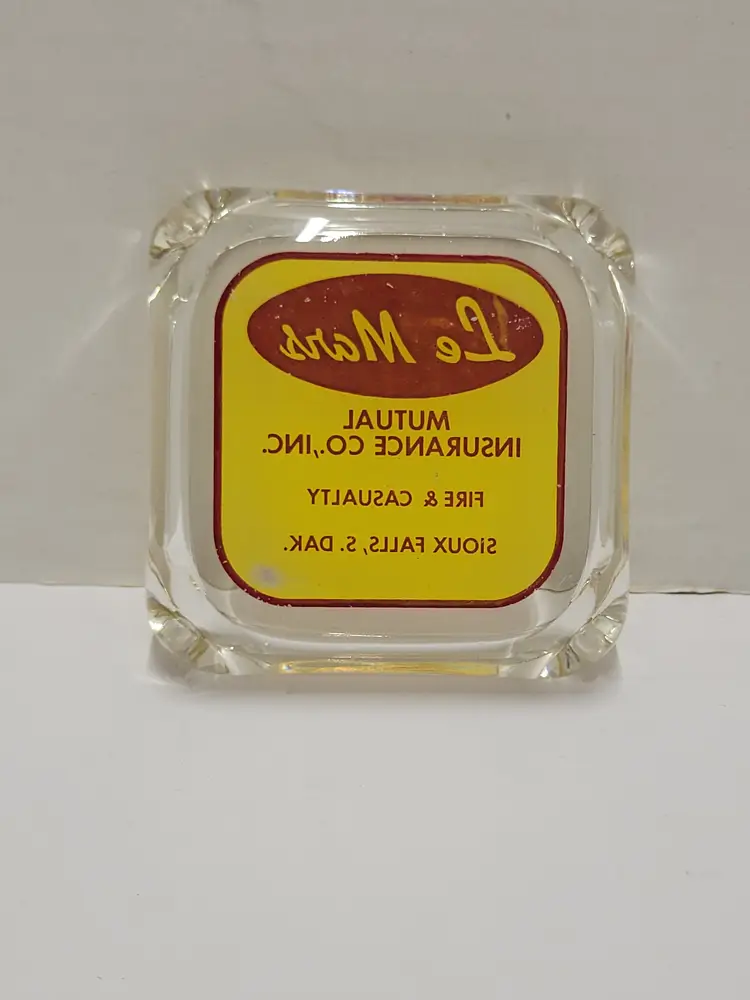 Le Mars
MUTUAL
INSURANCE CO., INC.
FIRE & CASUALTY
SiOUX FALLS, S. DAK.